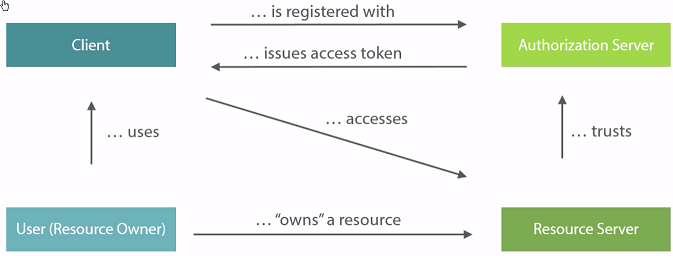 … is registered with
Client
Authorization Server
… issues access token
… accesses
… uses
… trusts
… “owns” a resource
User (Resource Owner)
Resource Server